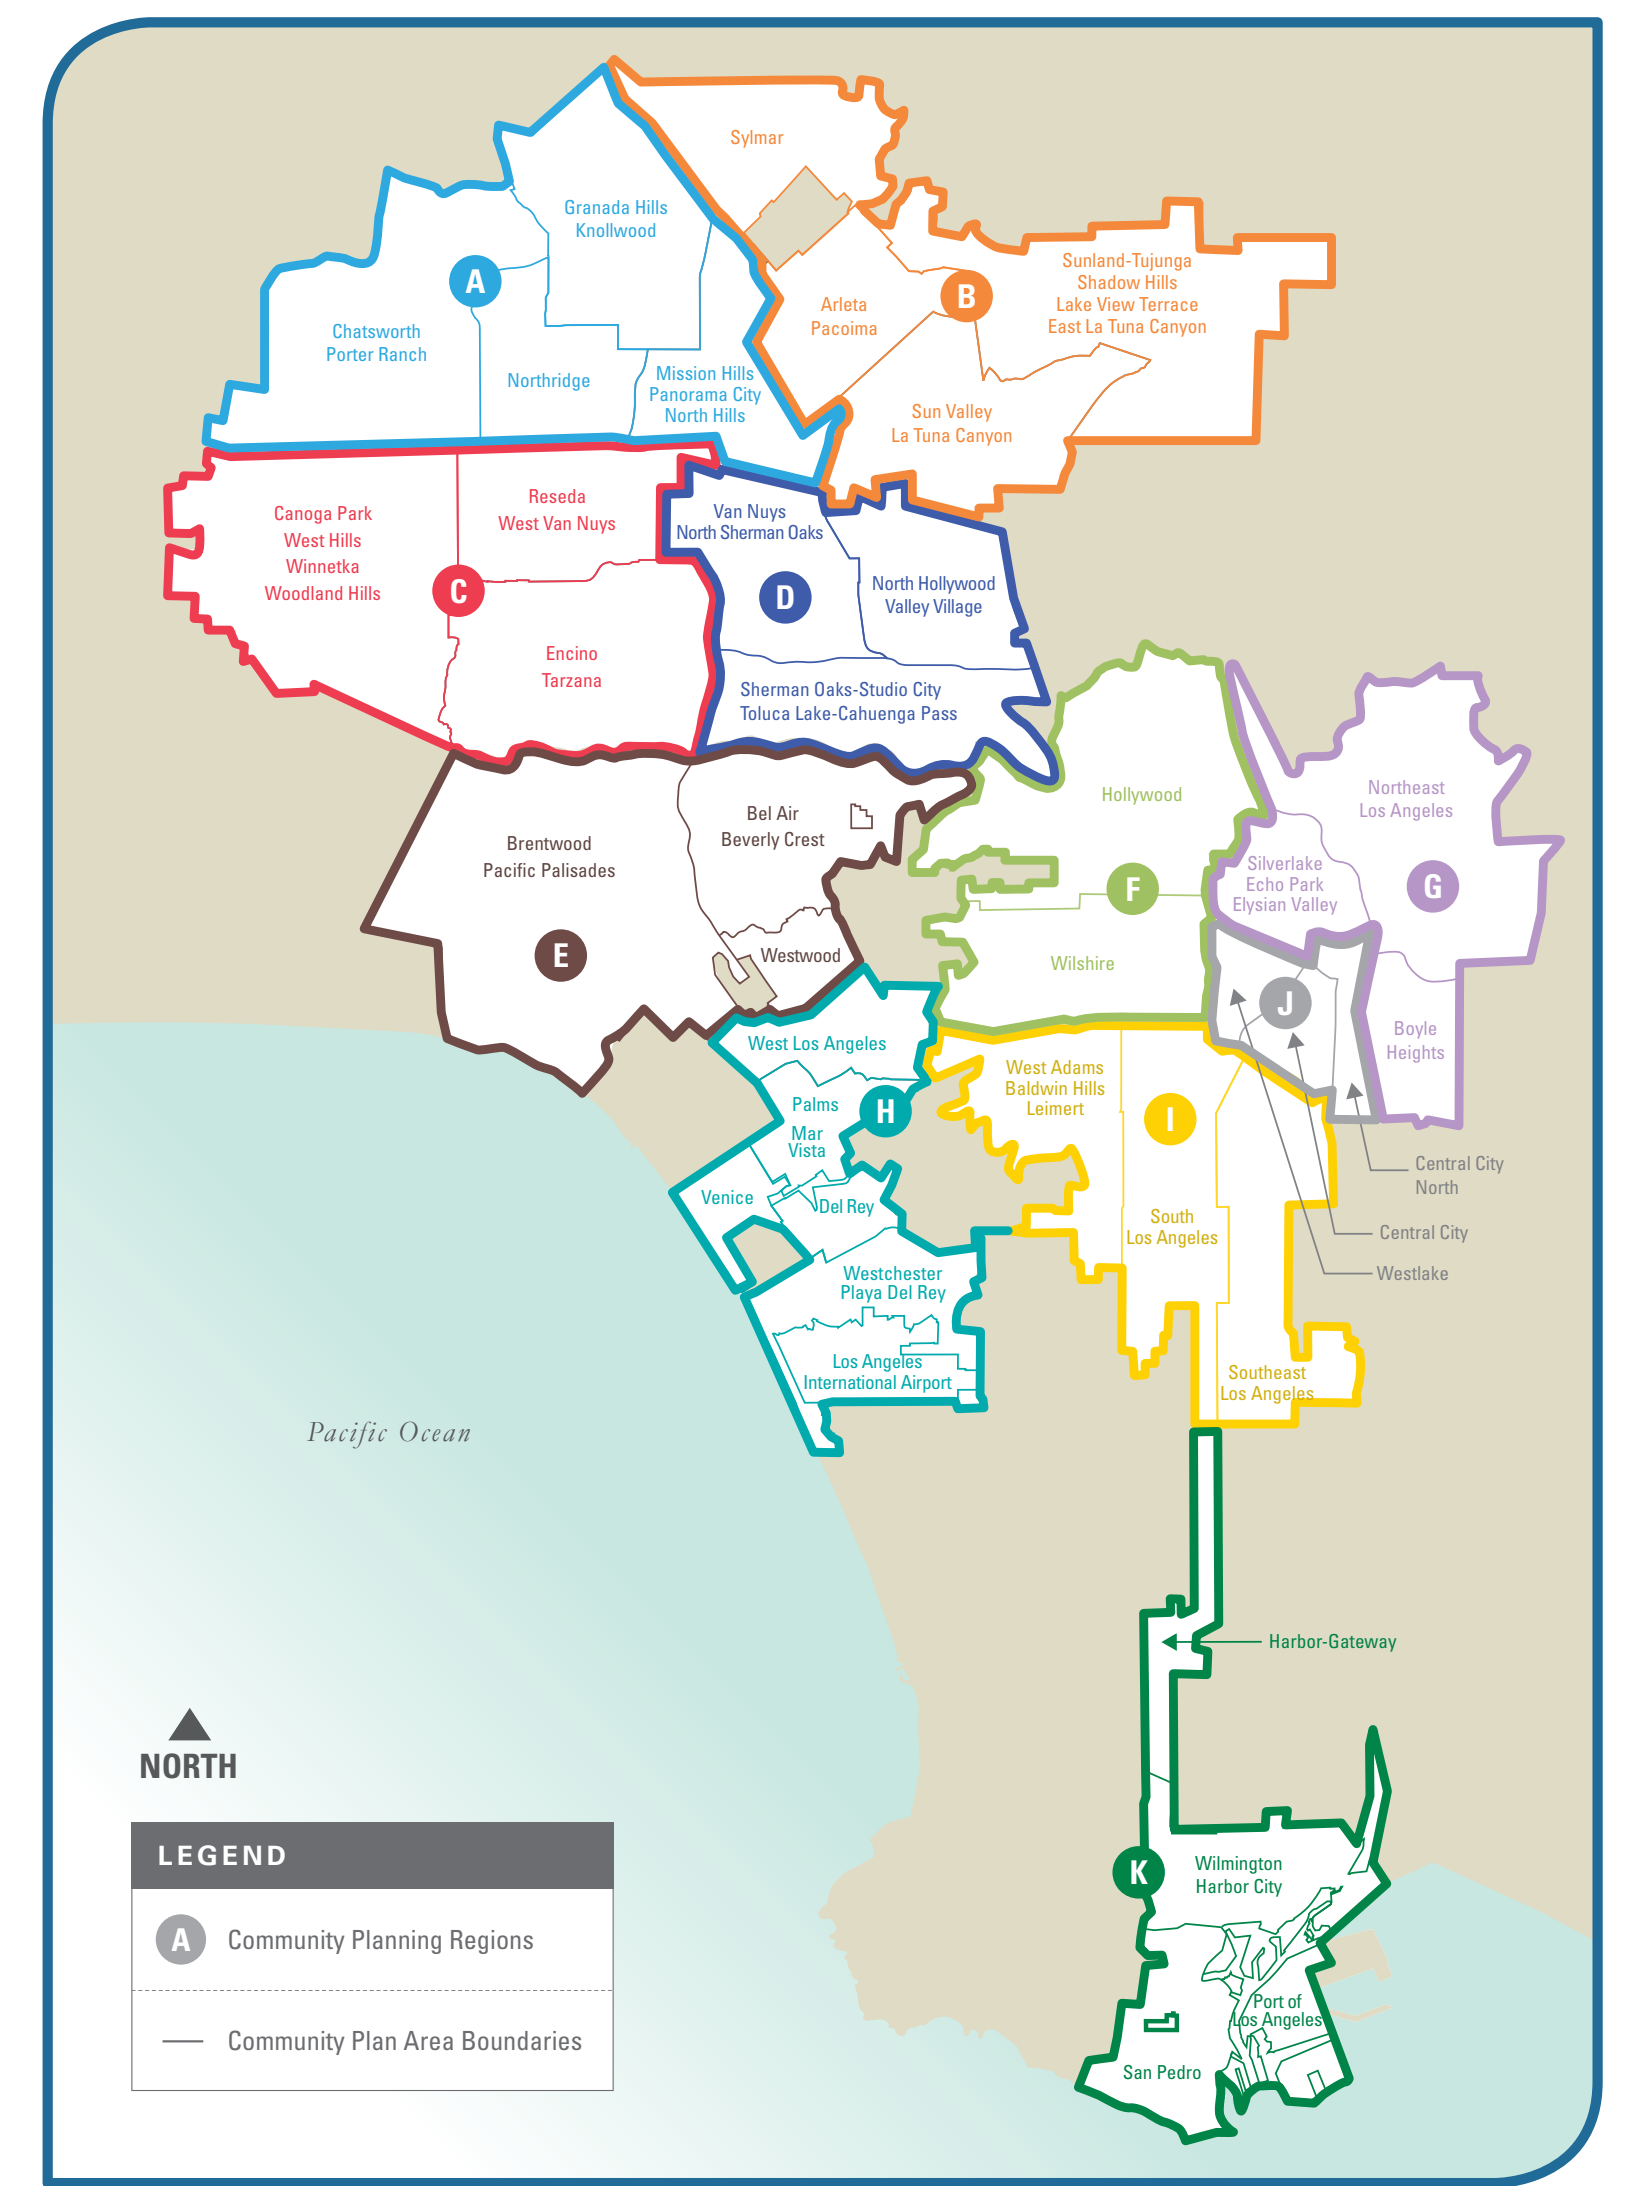 Sylmar
Granada Hills
Knollwood
A
Chatsworth
Porter Ranch
Northridge
Mission Hills
Panorama City
North Hills
Arleta
Pacoima
B
Sunland-Tujunga
Shadow Hills
Lake View Terrace
East La Tuna Canyon
Sun Valley
La Tuna Canyon
Canoga Park
West Hills
Winnetka
Woodland Hills
Reseda
West Van Nuys
C
Encino
Tarzana
Van Nuys
North Sherman Oaks
D
North Hollywood
Valley Village
Sherman Oaks-Studio City
Toluca Lake-Cahuenga Pass
Brentwood
Pacific Palisades
Bel Air
Beverly Crest
E
Westwood
Hollywood
F
Wilshire
Northeast
Los Angeles
Silverlake
Echo Park
Elysian Valley
G
J
Boyle
Heights
West Los Angeles
Palms
Mar
Vista
H
Venice
Del Rey
Westchester
Playa Del Rey
Los Angeles
International Airport
West Adams
Baldwin Hills
Leimert
I
South
Los Angeles
Southeast
Los Angeles
Central City
North
Central City
Westlake
Pacific Ocean
Harbor-Gateway
K
Wilmington
Harbor City
Port of
Los Angeles
San Pedro
NORTH
LEGEND
A
Community Planning Regions
Community Plan Area Boundaries